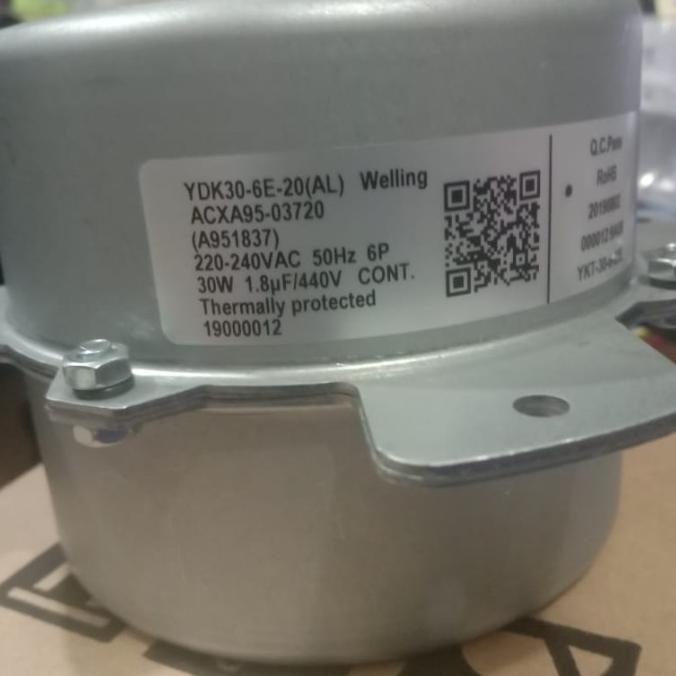 YDK30-6E-20(AL) Welling
ACXA95-03720
(A951837)
220-240VAC 50Hz 6P
30W 1.8µF/440V CONT.
Thermally protected
19000012
Q.C.Pass
RoHS